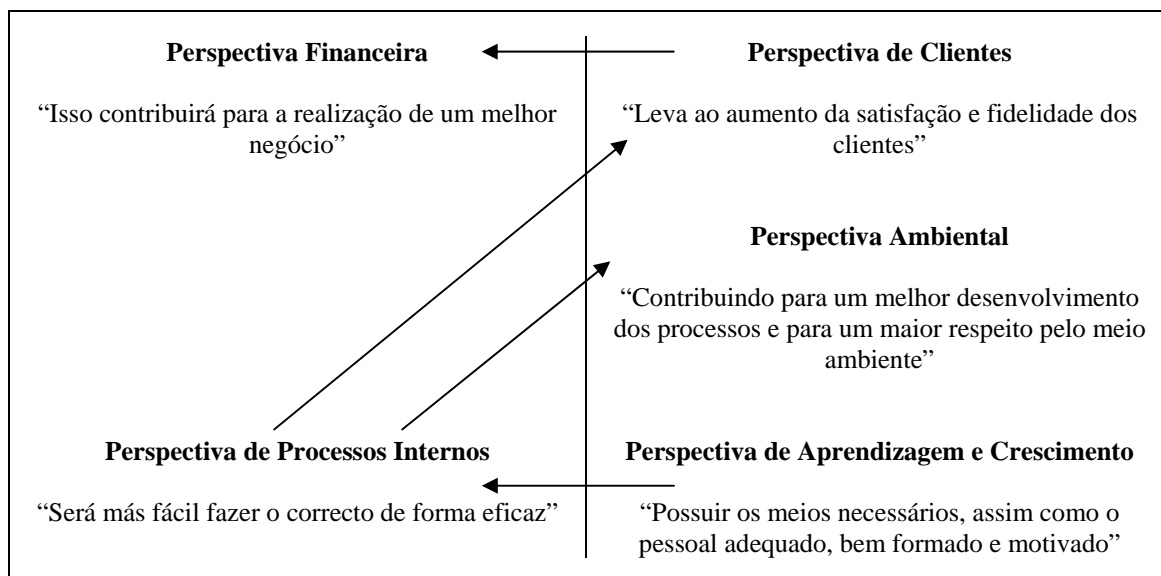 Perspectiva Financeira
“Isso contribuirá para a realização de um melhor
negócio”
Perspectiva de Clientes
“Leva ao aumento da satisfação e fidelidade dos
clientes”
Perspectiva Ambiental
“Contribuindo para um melhor desenvolvimento
dos processos e para um maior respeito pelo meio
ambiente”
Perspectiva de Processos Internos
“Será más fácil fazer o correcto de forma eficaz”
Perspectiva de Aprendizagem e Crescimento
“Possuir os meios necessários, assim como o
pessoal adequado, bem formado e motivado”